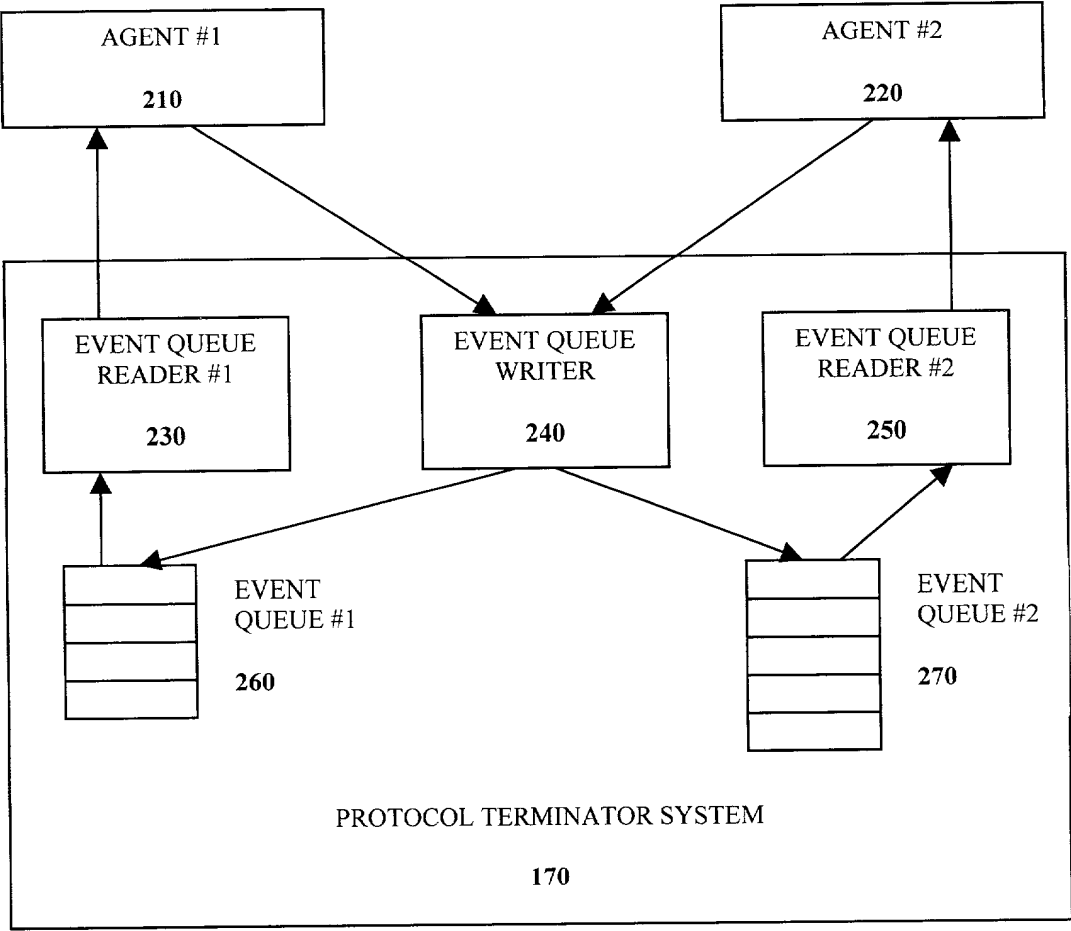 AGENT #1
210
AGENT #2
220
EVENT QUEUE
READER #1
230
EVENT QUEUE
WRITER
240
EVENT QUEUE
READER #2
250
EVENT
QUEUE #1
260
EVENT
QUEUE #2
270
PROTOCOL TERMINATOR SYSTEM
170